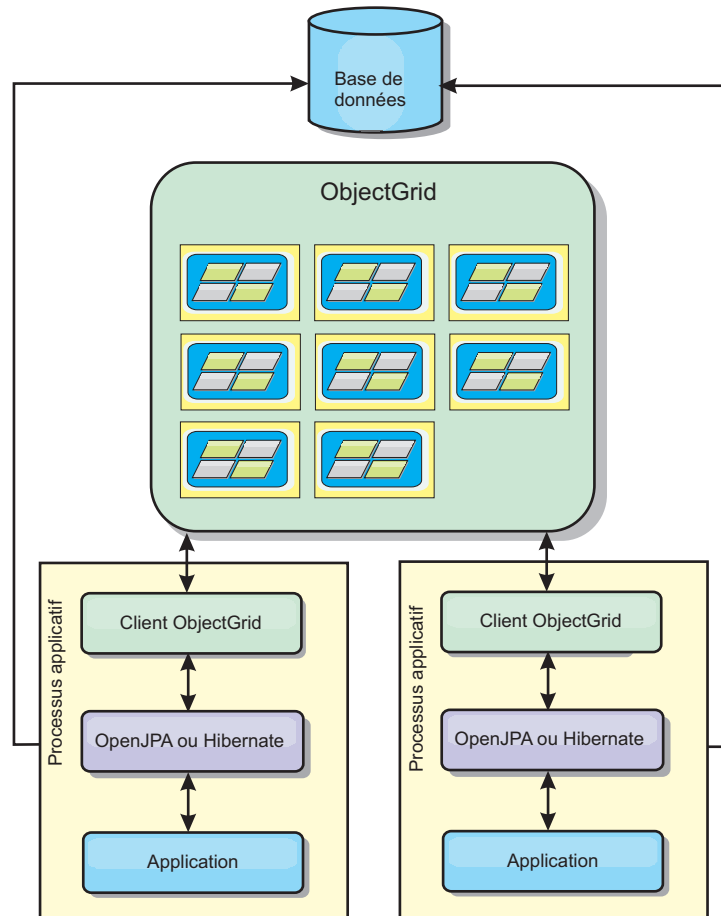 Base de
données
ObjectGrid
Processus applicatif
Client ObjectGrid
OpenJPA ou Hibernate
Application
Processus applicatif
Client ObjectGrid
OpenJPA ou Hibernate
Application